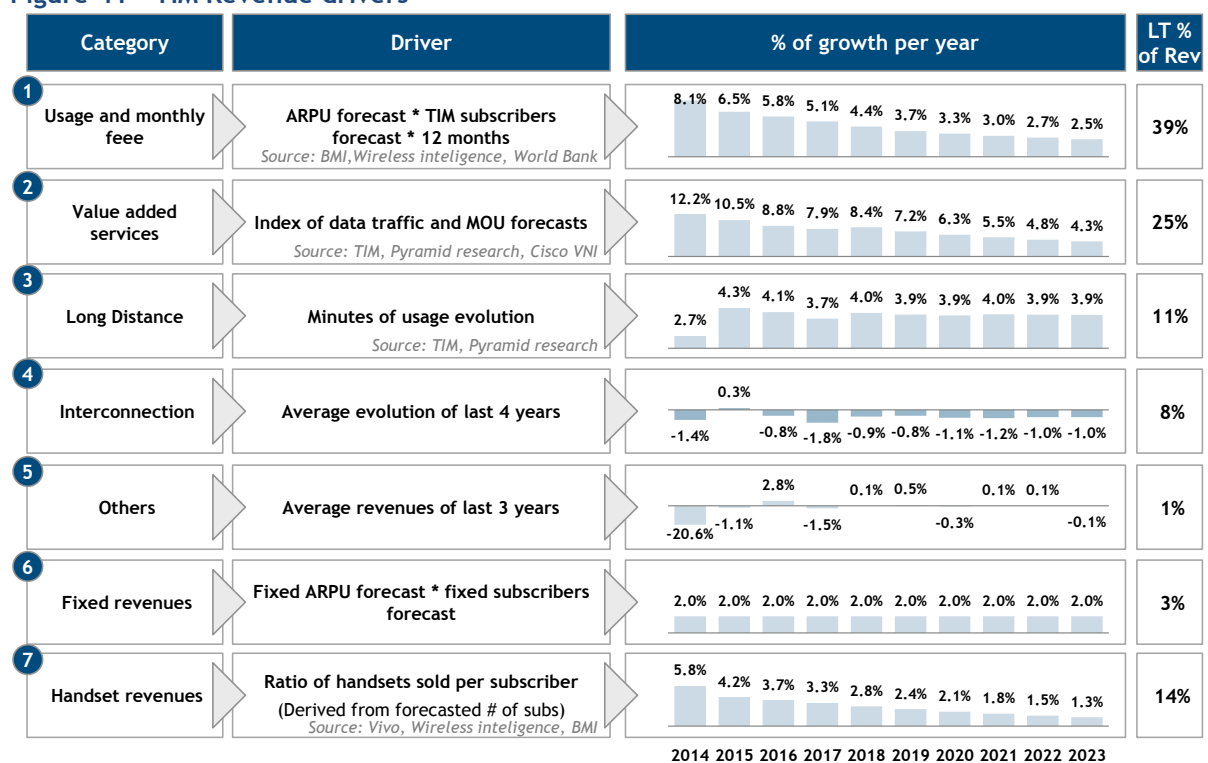 Figure 41 – TIM Revenue drivers
Category
Driver
% of growth per year
LT %
of Rev
1
Usage and monthly
feee
ARPU forecast * TIM subscribers
forecast * 12 months
Source: BMI,Wireless inteligence, World Bank
8.1% 6.5% 5.8% 5.1% 4.4% 3.7% 3.3% 3.0% 2.7% 2.5%
39%
2
Value added
services
Index of data traffic and MOU forecasts
Source: TIM, Pyramid research, Cisco VNI
12.2% 10.5% 8.8% 7.9% 8.4% 7.2% 6.3% 5.5% 4.8% 4.3%
25%
3
Long Distance
Minutes of usage evolution
Source: TIM, Pyramid research
2.7% 4.3% 4.1% 3.7% 4.0% 3.9% 3.9% 4.0% 3.9% 3.9%
11%
4
Interconnection
Average evolution of last 4 years
-1.4% 0.3% -0.8% -1.8% -0.9% -0.8% -1.1% -1.2% -1.0% -1.0%
8%
5
Others
Average revenues of last 3 years
-20.6% -1.1% 2.8% -1.5% 0.1% 0.5% -0.3% 0.1% 0.1% -0.1%
1%
6
Fixed revenues
Fixed ARPU forecast * fixed subscribers
forecast
2.0% 2.0% 2.0% 2.0% 2.0% 2.0% 2.0% 2.0% 2.0% 2.0%
3%
7
Handset revenues
Ratio of handsets sold per subscriber
(Derived from forecasted # of subs)
Source: Vivo, Wireless inteligence, BMI
5.8% 4.2% 3.7% 3.3% 2.8% 2.4% 2.1% 1.8% 1.5% 1.3%
14%
2014 2015 2016 2017 2018 2019 2020 2021 2022 2023